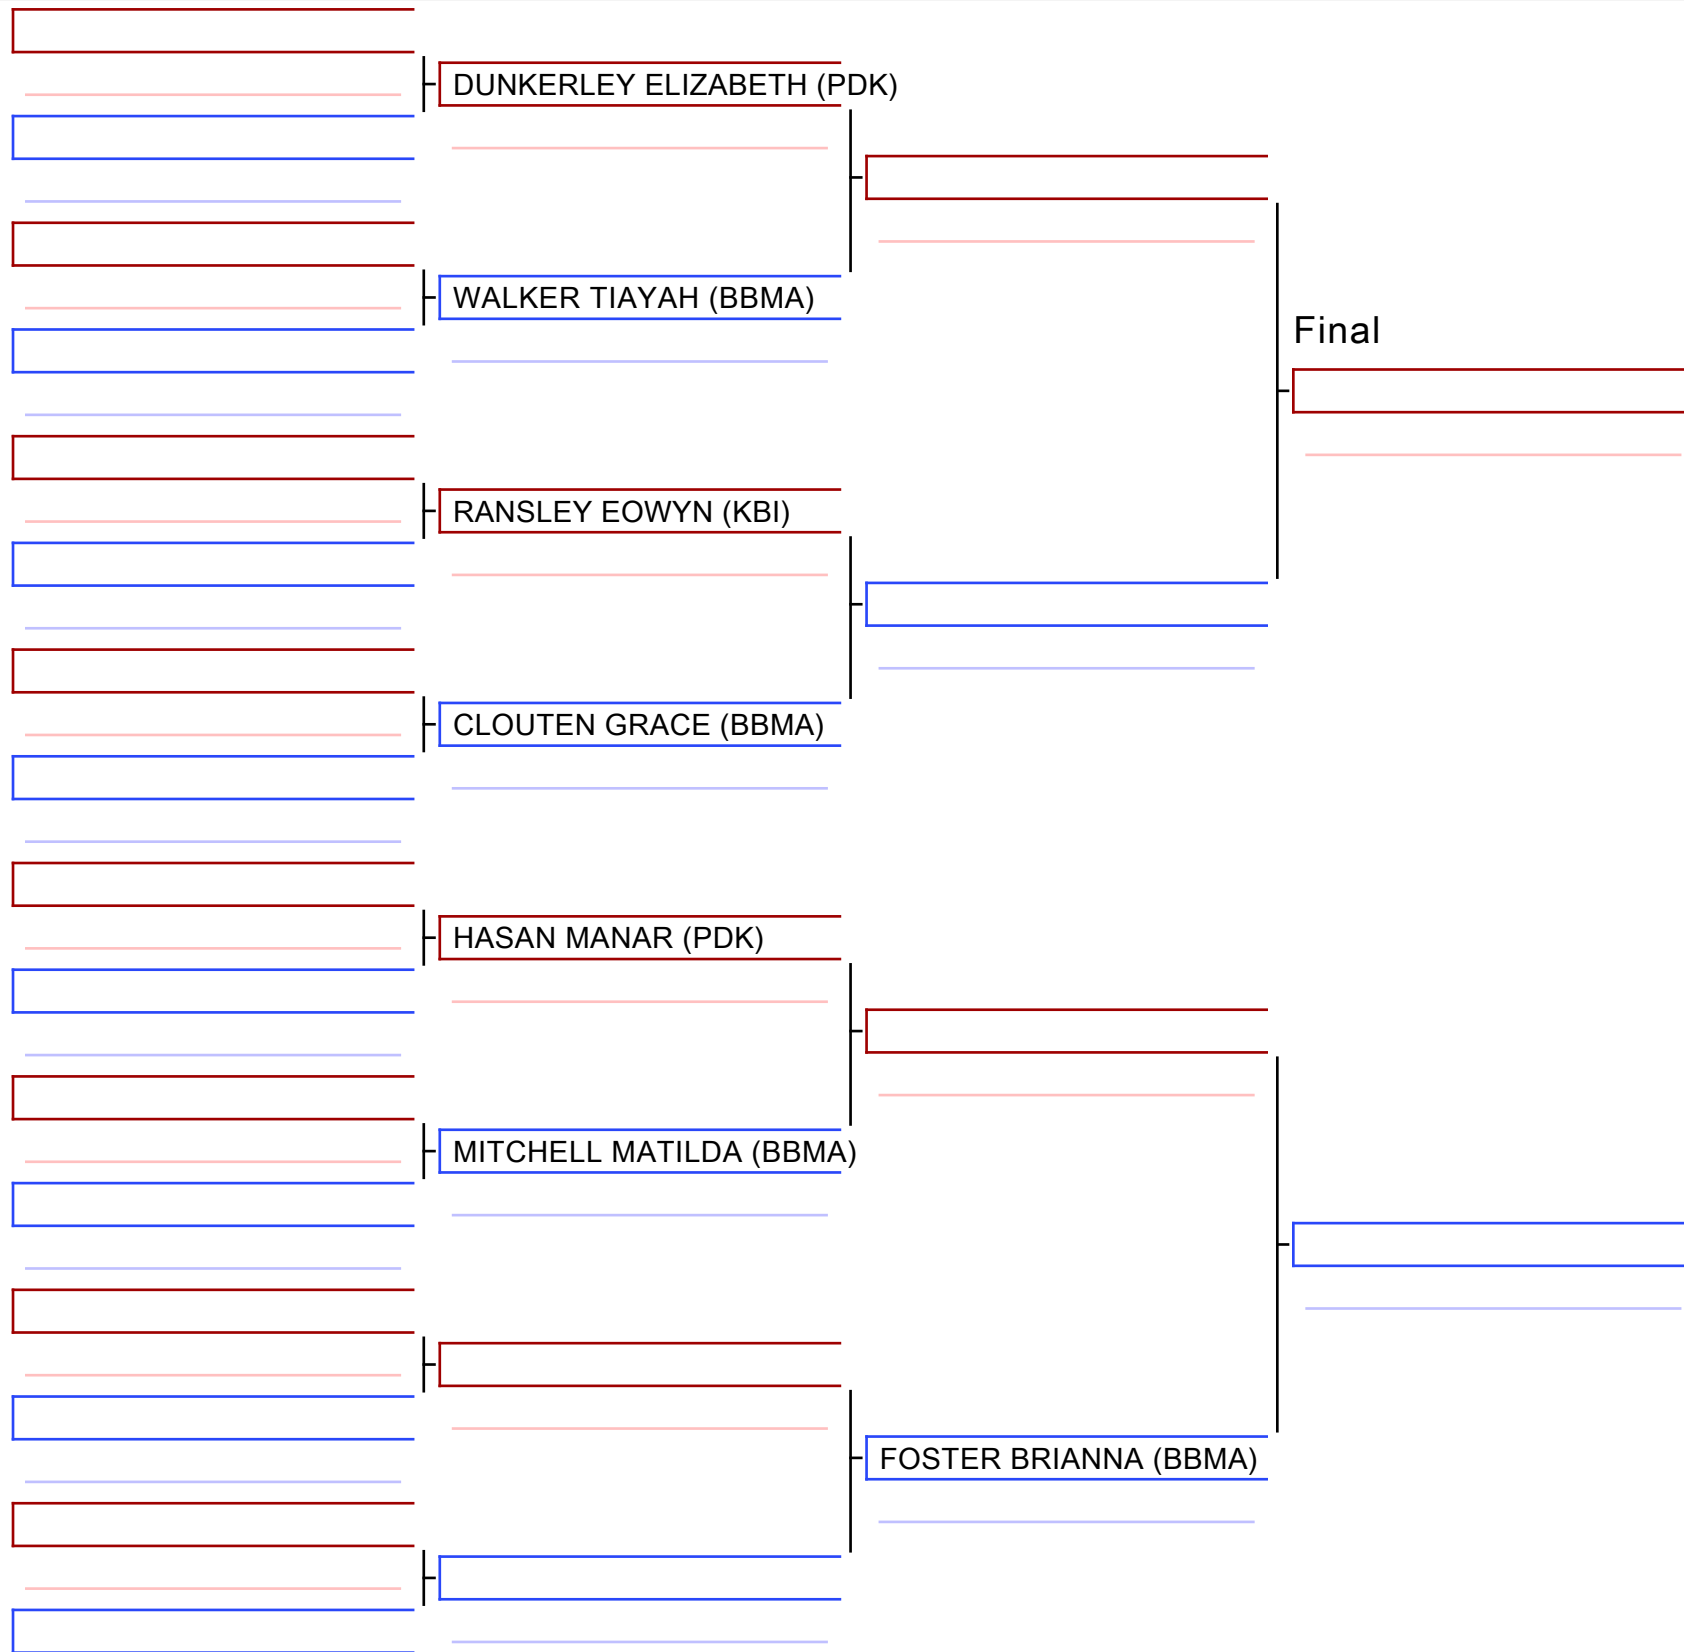 DUNKERLEY ELIZABETH (PDK)
WALKER TIAYAH (BBMA)
Final
RANSLEY EOWYN (KBI)
CLOUTEN GRACE (BBMA)
HASAN MANAR (PDK)
MITCHELL MATILDA (BBMA)
FOSTER BRIANNA (BBMA)